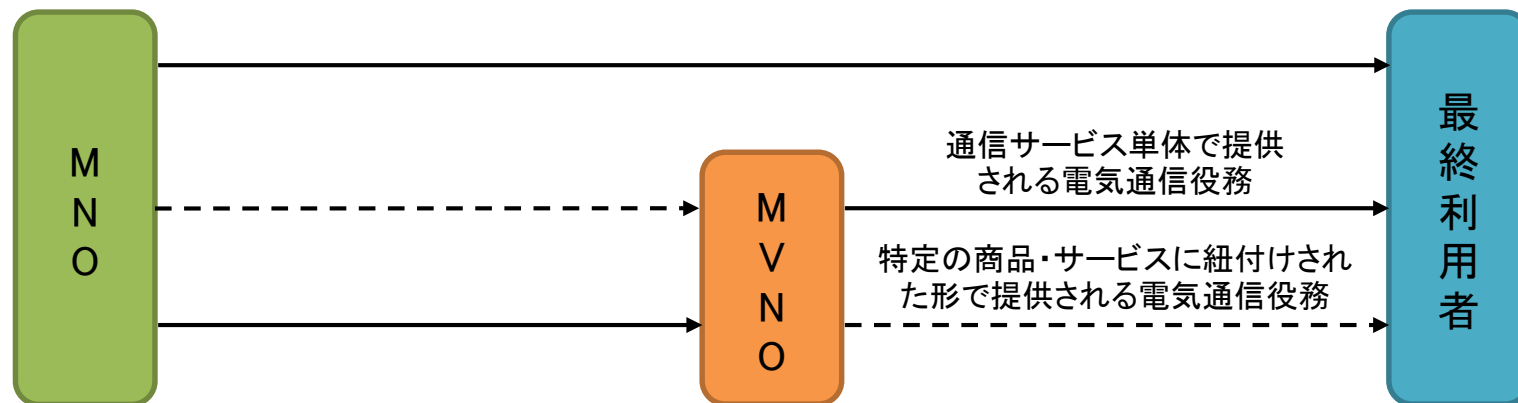 MNO
通信サービス単体で提供
される電気通信役務
MVNO
特定の商品・サービスに紐付けされ
た形で提供される電気通信役務
最終利用者